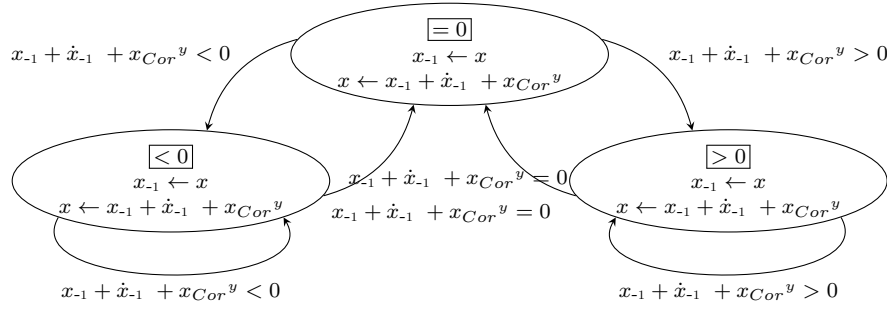 = 0
x₋₁ + ẋ₋₁ + x_Cor^y < 0
x₋₁ ← x
x₋₁ + ẋ₋₁ + x_Cor^y > 0
x ← x₋₁ + ẋ₋₁ + x_Cor^y
< 0
> 0
x₋₁ ← x
x₋₁ + ẋ₋₁ + x_Cor^y = 0
x₋₁ ← x
x ← x₋₁ + ẋ₋₁ + x_Cor^y
x₋₁ + ẋ₋₁ + x_Cor^y = 0
x ← x₋₁ + ẋ₋₁ + x_Cor^y
x₋₁ + ẋ₋₁ + x_Cor^y < 0
x₋₁ + ẋ₋₁ + x_Cor^y > 0